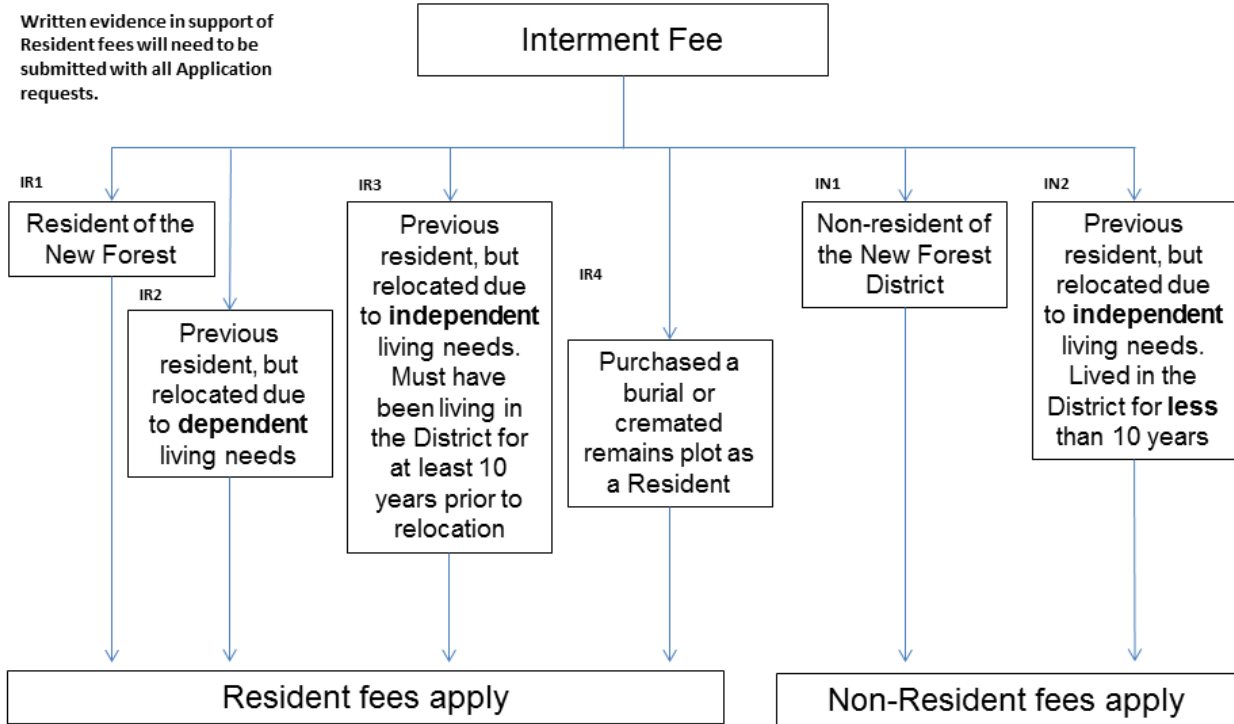 Written evidence in support of
Resident fees will need to be
submitted with all Application
requests.
Interment Fee
IR1
Resident of the
New Forest
IR2
Previous
resident, but
relocated due
to dependent
living needs
IR3
Previous
resident, but
relocated due
to independent
living needs.
Must have
been living in
the District for
at least 10
years prior to
relocation
IR4
Purchased a
burial or
cremated
remains plot as
a Resident
IN1
Non-resident of
the New Forest
District
IN2
Previous
resident, but
relocated due
to independent
living needs.
Lived in the
District for less
than 10 years
Resident fees apply
Non-Resident fees apply